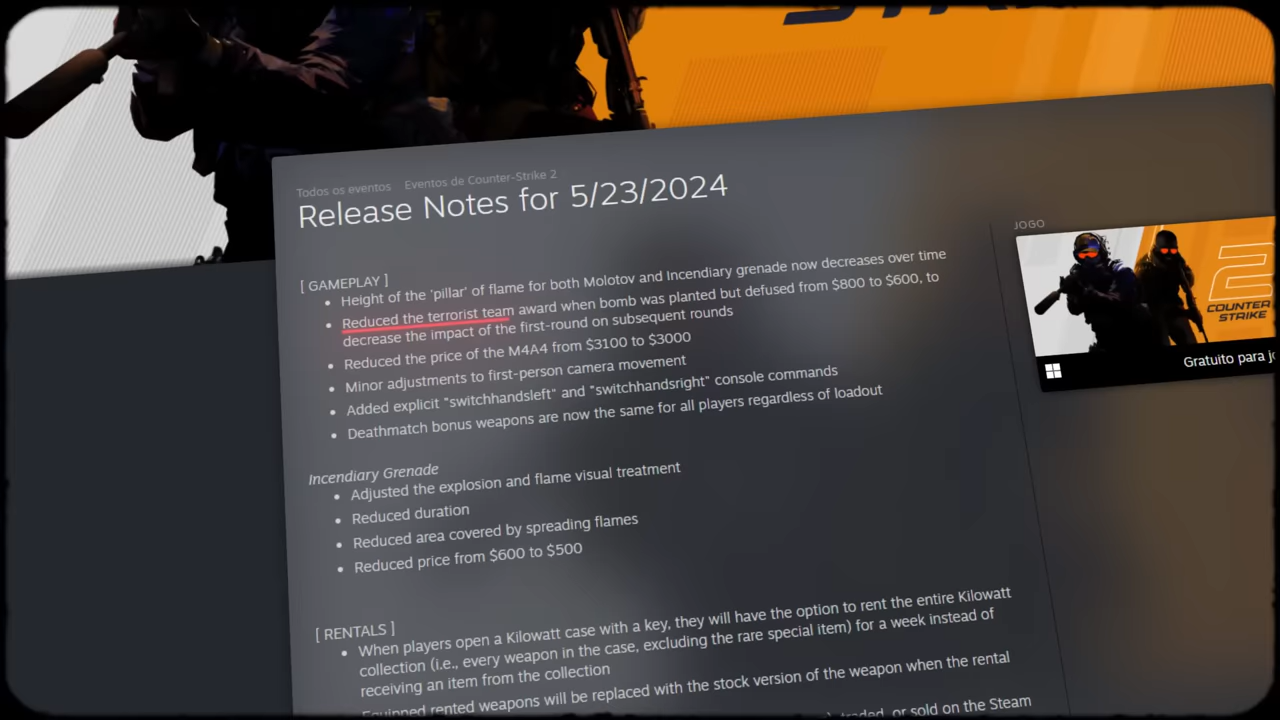 Todos os eventos Eventos de Counter-Strike 2
Release Notes for 5/23/2024
[ GAMEPLAY ]
• Height of the 'pillar' of flame for both Molotov and Incendiary grenade now decreases over time
• Reduced the terrorist team award when bomb was planted but defused from $800 to $600, to
decrease the impact of the first-round on subsequent rounds
• Reduced the price of the M4A4 from $3100 to $3000
• Minor adjustments to first-person camera movement
• Added explicit "switchhandsleft" and "switchhandsright" console commands
• Deathmatch bonus weapons are now the same for all players regardless of loadout
Incendiary Grenade
• Adjusted the explosion and flame visual treatment
• Reduced duration
• Reduced area covered by spreading flames
• Reduced price from $600 to $500
[ RENTALS ]
• When players open a Kilowatt case with a key, they will have the option to rent the entire Kilowatt
collection (i.e., every weapon in the case, excluding the rare special item) for a week instead of
receiving an item from the collection
Equipped rented weapons will be replaced with the stock version of the weapon when the rental
traded, or sold on the Steam
JOGO
2
COUNTER
STRIKE
Gratuito para